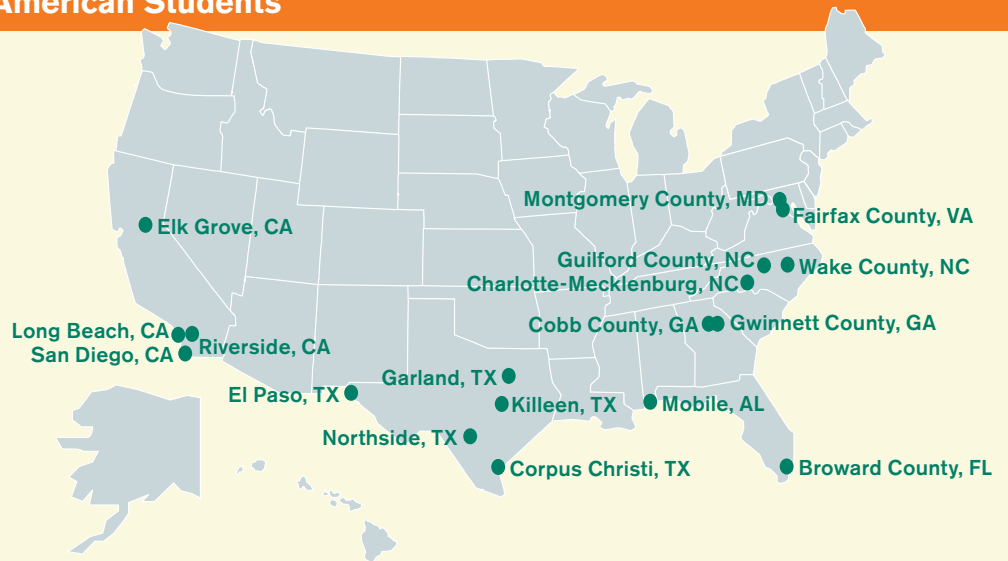 American Students
Montgomery County, MD
Fairfax County, VA
Elk Grove, CA
Guilford County, NC
Wake County, NC
Charlotte-Mecklenburg, NC
Cobb County, GA
Gwinnett County, GA
Long Beach, CA
Riverside, CA
San Diego, CA
Garland, TX
El Paso, TX
Killeen, TX
Mobile, AL
Northside, TX
Corpus Christi, TX
Broward County, FL